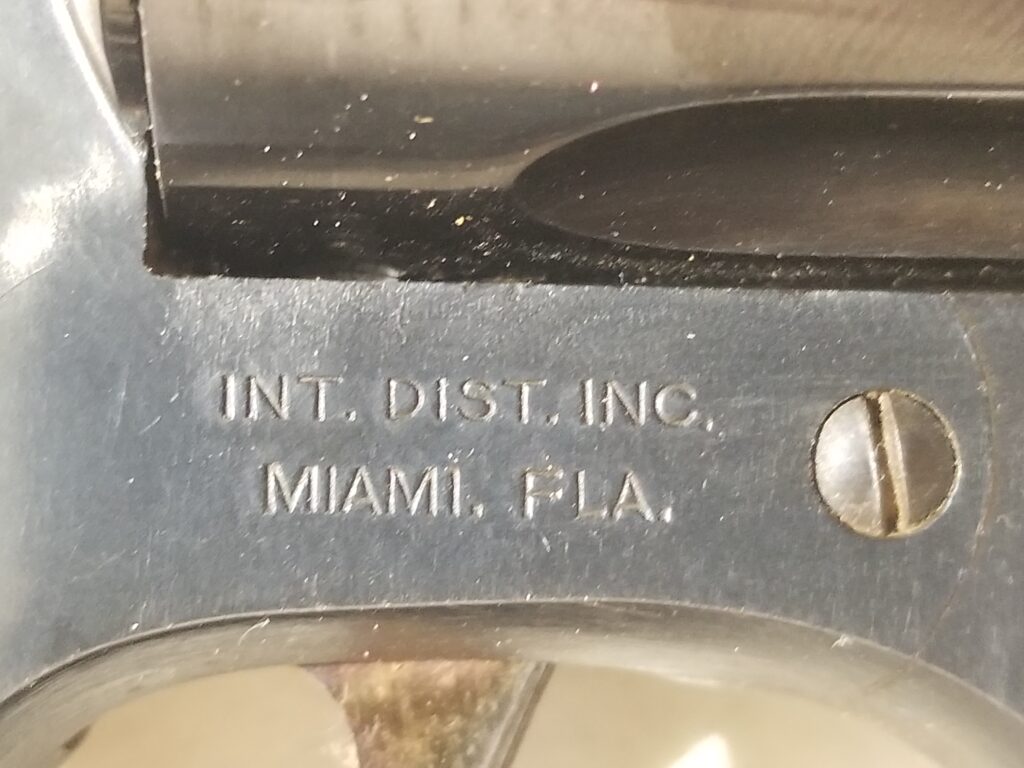 INT. DIST. INC.
MIAMI. FLA.